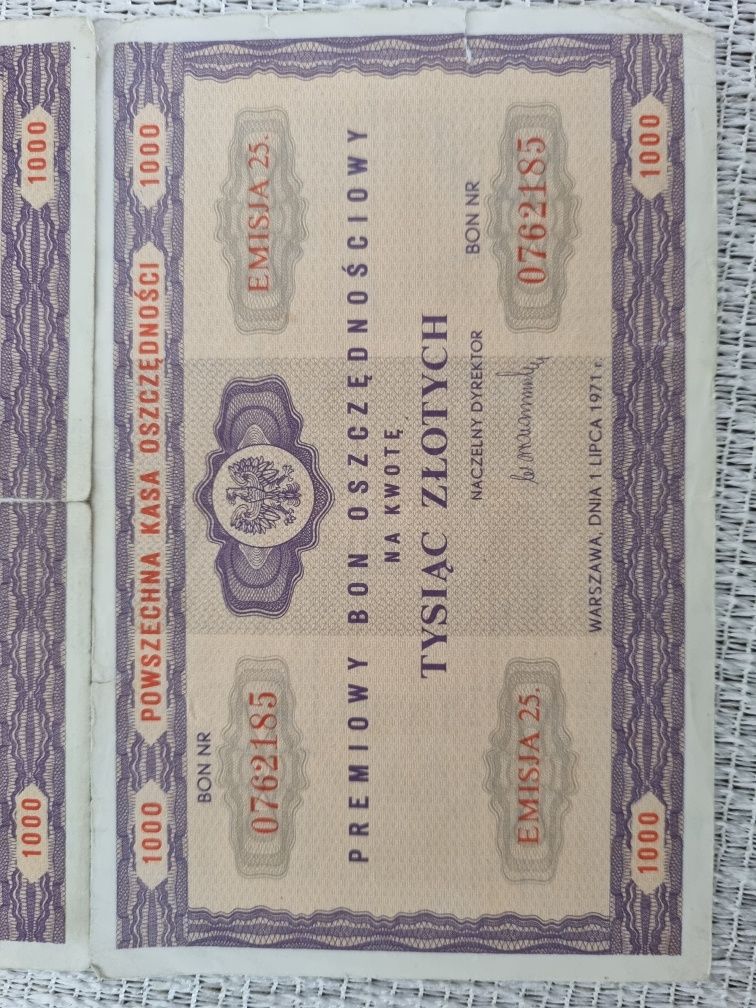 1000
1000
1000
POWSZECHNA KASA OSZCZĘDNOŚCI
1000
BON NR
0762185
EMISJA 25.
PREMIOWY BON OSZCZĘDNOŚCIOWY
NA KWOTĘ
TYSIĄC ZŁOTYCH
NACZELNY DYREKTOR
BON NR
0762185
EMISJA 25.
WARSZAWA, DNIA 1 LIPCA 1971 r.
1000
1000